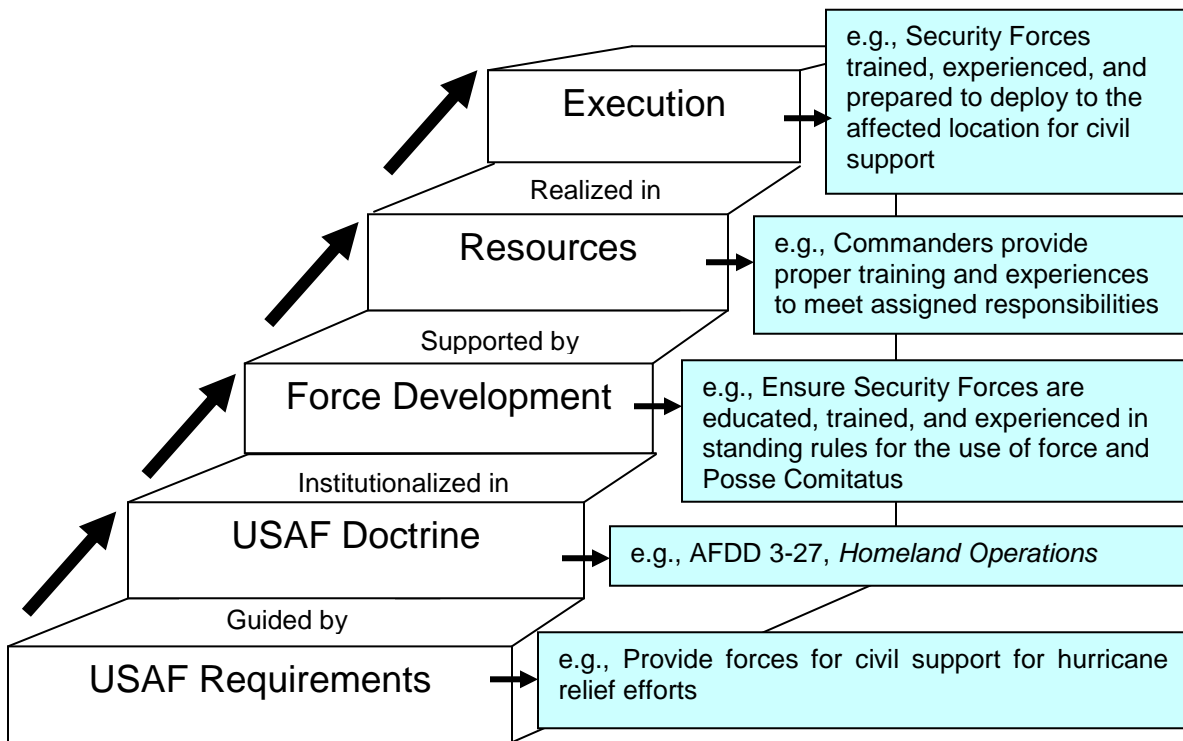 e.g., Security Forces
trained, experienced, and
prepared to deploy to the
affected location for civil
support
Execution
Realized in
Resources
e.g., Commanders provide
proper training and experiences
to meet assigned responsibilities
Supported by
Force Development
e.g., Ensure Security Forces are
educated, trained, and experienced in
standing rules for the use of force and
Posse Comitatus
Institutionalized in
USAF Doctrine
e.g., AFDD 3-27, Homeland Operations
Guided by
USAF Requirements
e.g., Provide forces for civil support for hurricane
relief efforts